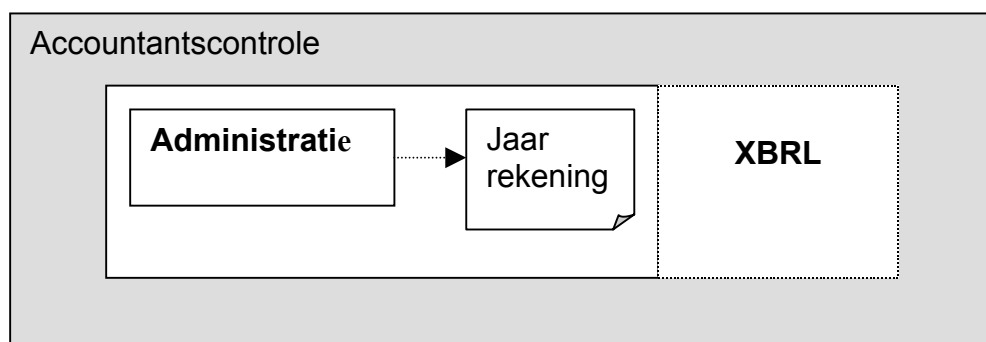 Accountantscontrole
Administratie
Jaar
rekening
XBRL